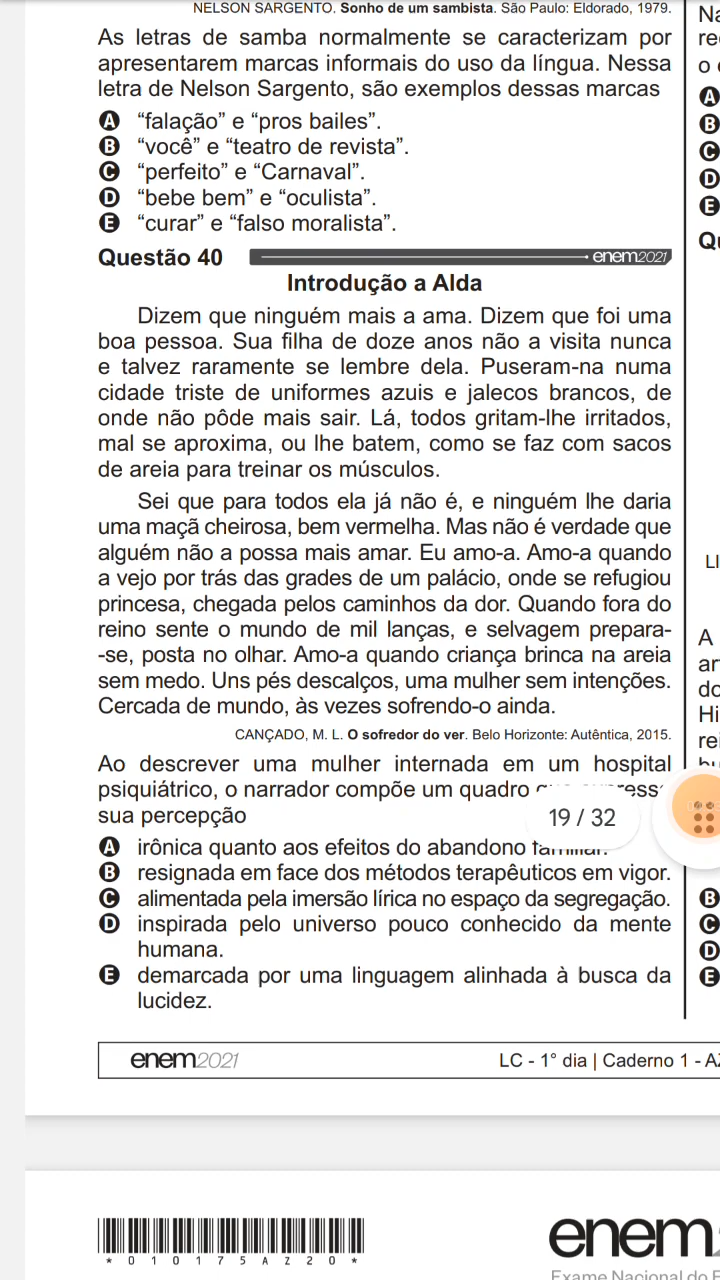 NELSON SARGENTO. Sonho de um sambista. São Paulo: Eldorado, 1979.
As letras de samba normalmente se caracterizam por
apresentarem marcas informais do uso da língua. Nessa
letra de Nelson Sargento, são exemplos dessas marcas
A “falação” e “pros bailes”.
B “você” e “teatro de revista”.
C “perfeito” e “Carnaval”.
D “bebe bem” e “oculista”.
E “curar” e “falso moralista”.
Questão 40 enem2021
Introdução a Alda
Dizem que ninguém mais a ama. Dizem que foi uma
boa pessoa. Sua filha de doze anos não a visita nunca
e talvez raramente se lembre dela. Puseram-na numa
cidade triste de uniformes azuis e jalecos brancos, de
onde não pôde mais sair. Lá, todos gritam-lhe irritados,
mal se aproxima, ou lhe batem, como se faz com sacos
de areia para treinar os músculos.
Sei que para todos ela já não é, e ninguém lhe daria
uma maçã cheirosa, bem vermelha. Mas não é verdade que
alguém não a possa mais amar. Eu amo-a. Amo-a quando
a vejo por trás das grades de um palácio, onde se refugiou
princesa, chegada pelos caminhos da dor. Quando fora do
reino sente o mundo de mil lanças, e selvagem prepara-
-se, posta no olhar. Amo-a quando criança brinca na areia
sem medo. Uns pés descalços, uma mulher sem intenções.
Cercada de mundo, às vezes sofrendo-o ainda.
CANÇADO, M. L. O sofredor do ver. Belo Horizonte: Autêntica, 2015.
Ao descrever uma mulher internada em um hospital
psiquiátrico, o narrador compõe um quadro
sua percepção
19 / 32
A irônica quanto aos efeitos do abandono familiar.
B resignada em face dos métodos terapêuticos em vigor.
C alimentada pela imersão lírica no espaço da segregação.
D inspirada pelo universo pouco conhecido da mente
humana.
E demarcada por uma linguagem alinhada à busca da
lucidez.
enem2021 LC - 1° dia | Caderno 1 - AZ
Na
re
o
A
B
C
D
E
Qu
LI
A
ar
do
Hi
rei
B
C
D
E
*010175AZ20*
enem
Exame Nacional do E